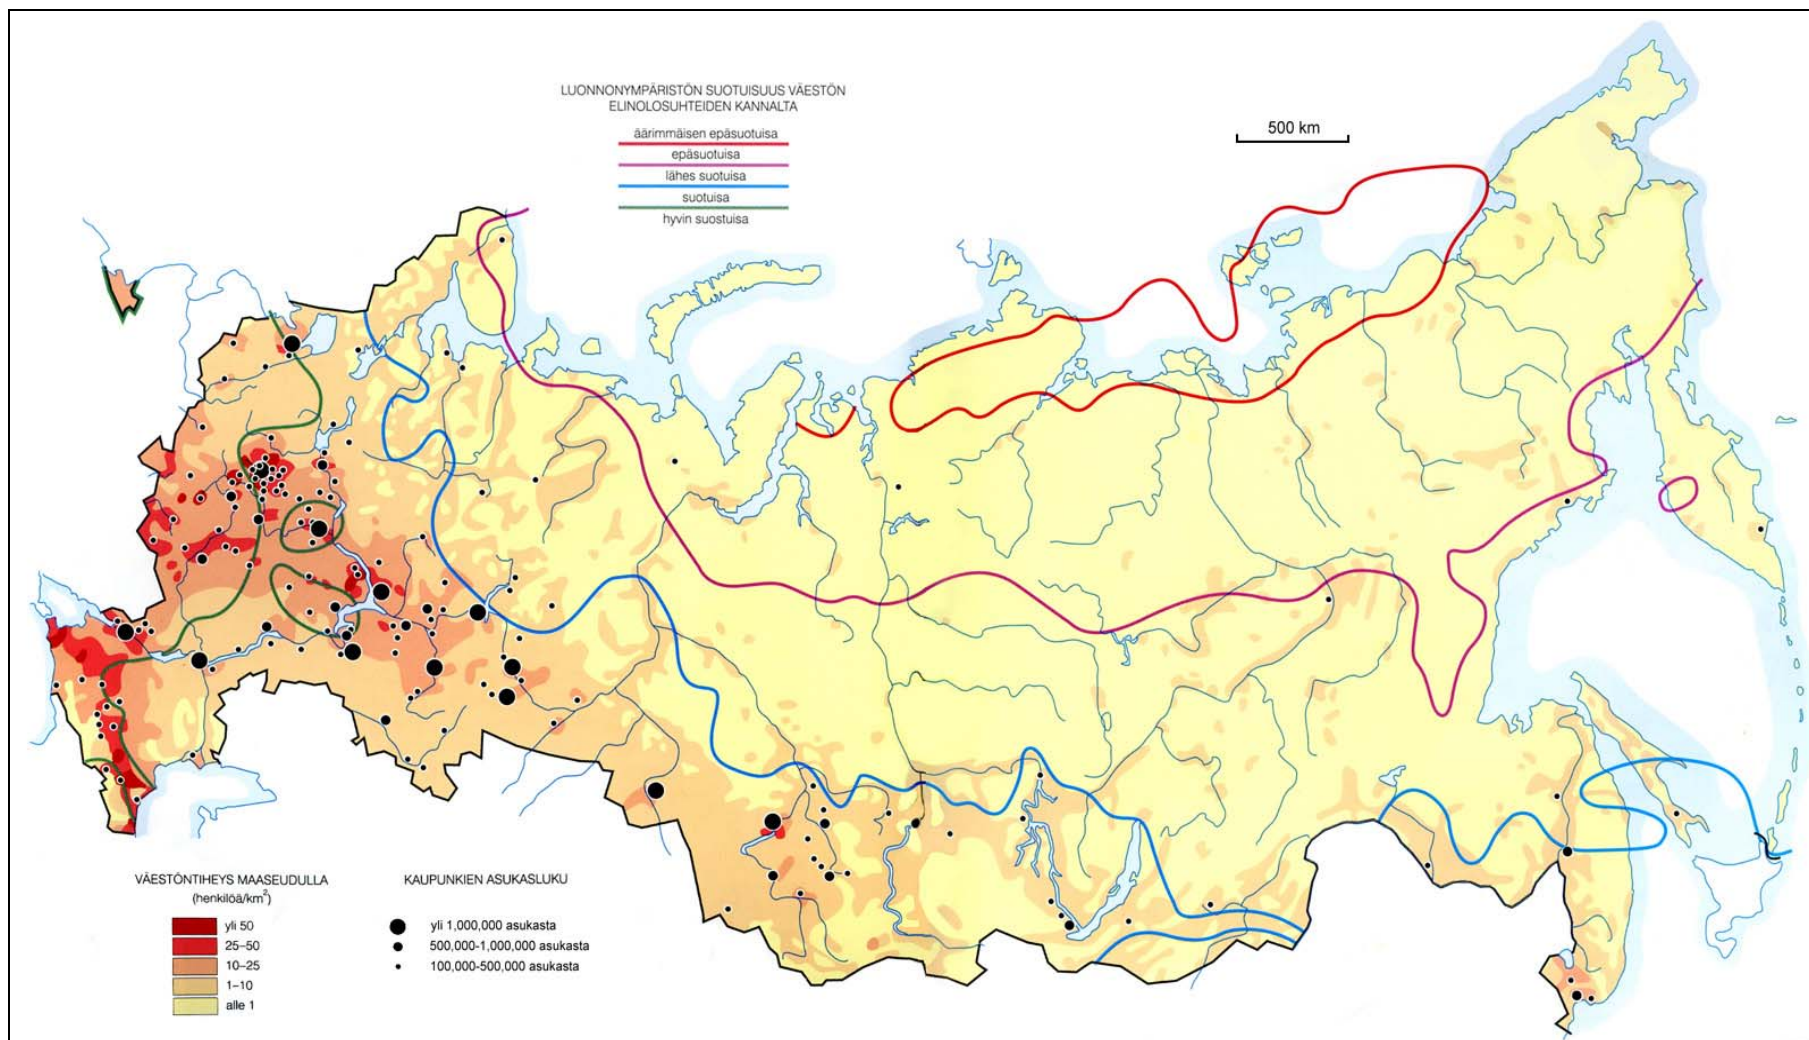 LUONNONYMPÄRISTÖN SUOTUISUUS VÄESTÖN
ELINOLOSUHTEIDEN KANNALTA
äärimmäisen epäsuotuisa
epäsuotuisa
lähes suotuisa
suotuisa
hyvin suostuisa
500 km
VÄESTÖNTIHEYS MAASEUDULLA
(henkilöä/km²)
yli 50
25–50
10–25
1–10
alle 1
KAUPUNKIEN ASUKASLUKU
yli 1,000,000 asukasta
500,000-1,000,000 asukasta
100,000-500,000 asukasta